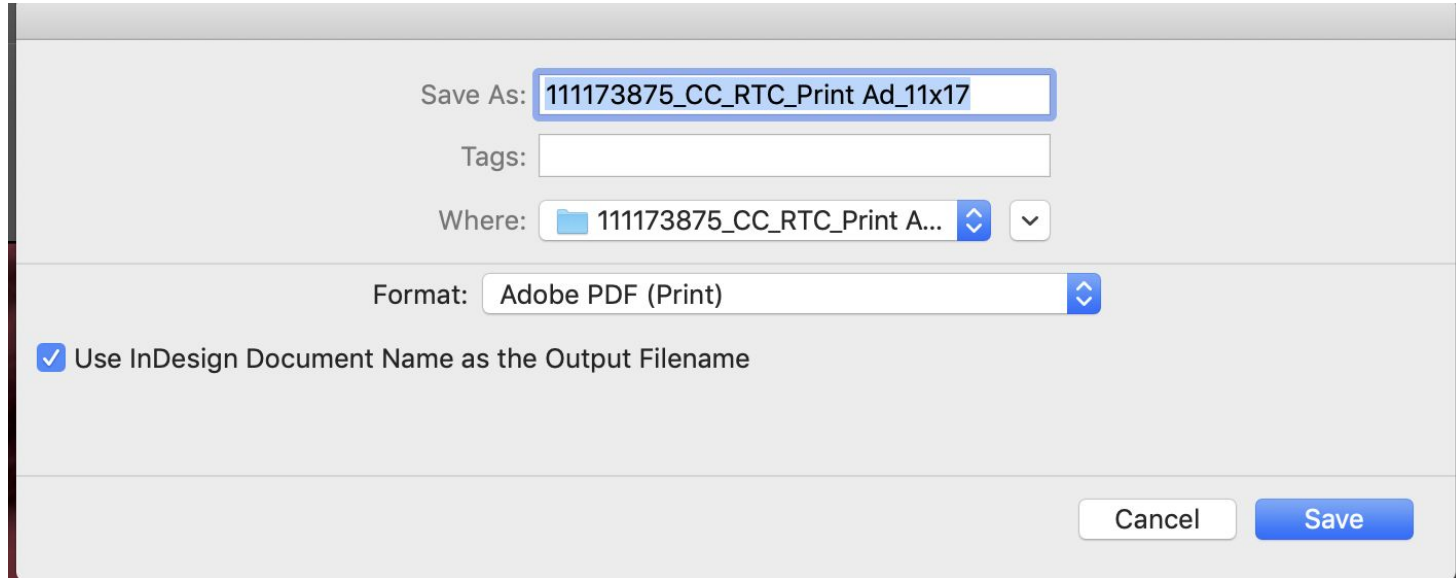 Save As: 111173875_CC_RTC_Print Ad_11x17
Tags:
Where: 111173875_CC_RTC_Print A...
Format: Adobe PDF (Print)
Use InDesign Document Name as the Output Filename
Cancel Save